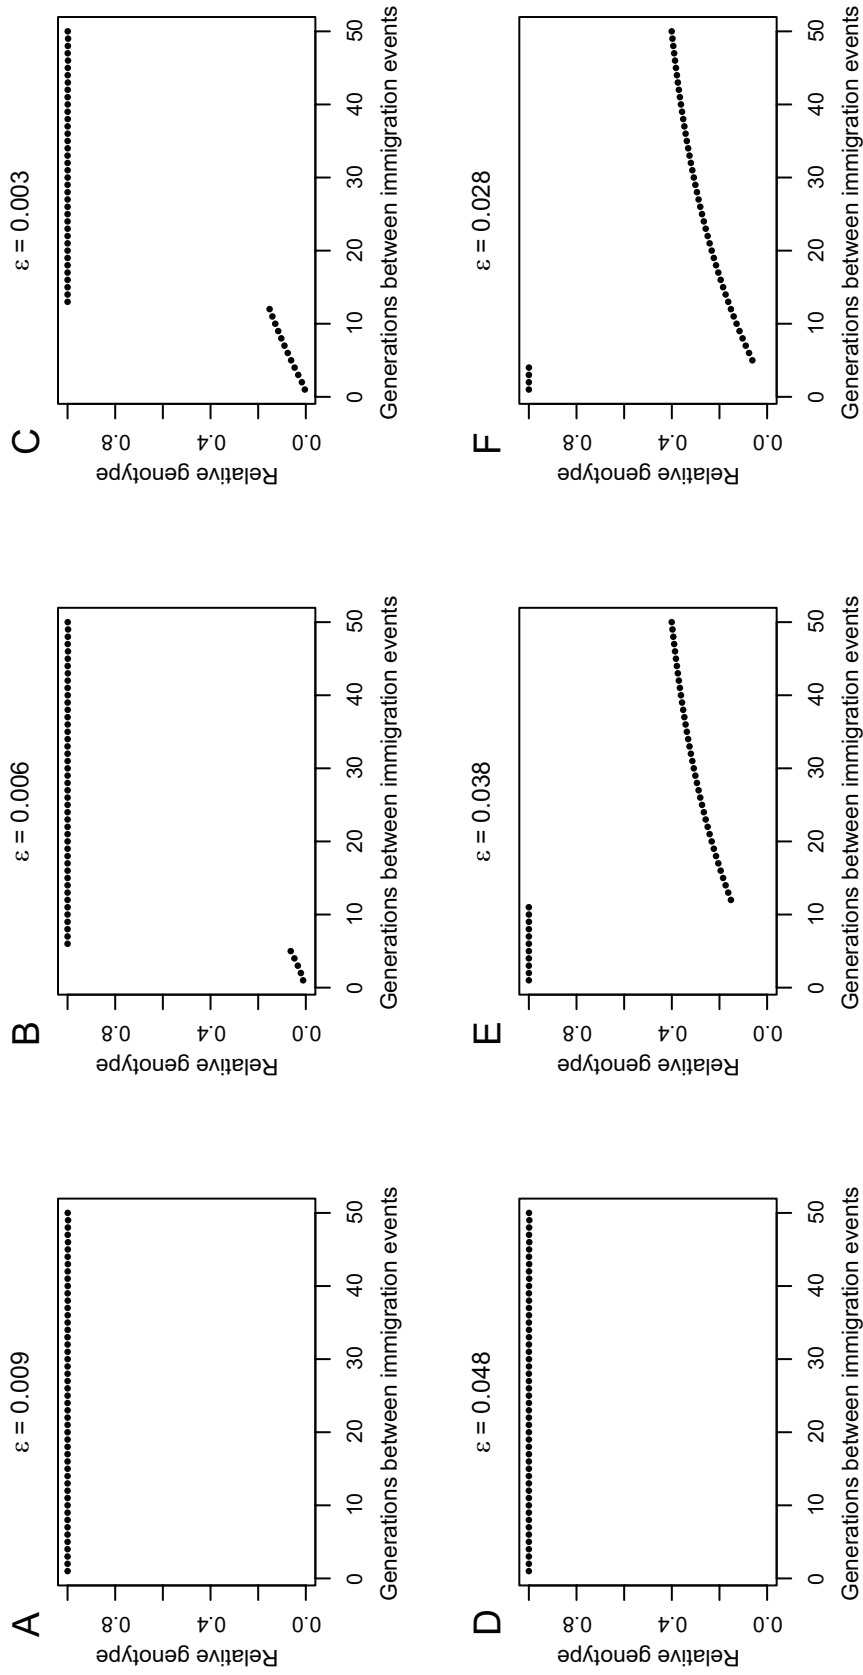 A
ε = 0.009
Relative genotype
0.0 0.4 0.8
0 10 20 30 40 50
Generations between immigration events
B
ε = 0.006
Relative genotype
0.0 0.4 0.8
0 10 20 30 40 50
Generations between immigration events
C
ε = 0.003
Relative genotype
0.0 0.4 0.8
0 10 20 30 40 50
Generations between immigration events
D
ε = 0.048
Relative genotype
0.0 0.4 0.8
0 10 20 30 40 50
Generations between immigration events
E
ε = 0.038
Relative genotype
0.0 0.4 0.8
0 10 20 30 40 50
Generations between immigration events
F
ε = 0.028
Relative genotype
0.0 0.4 0.8
0 10 20 30 40 50
Generations between immigration events